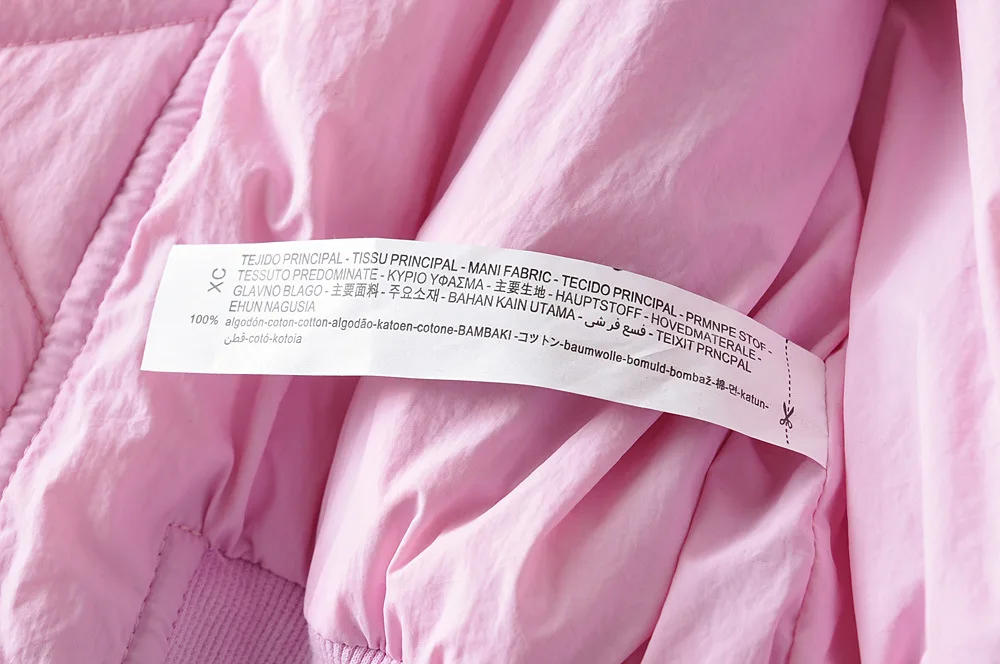 XC
TEJIDO PRINCIPAL - TISSU PRINCIPAL - MANI FABRIC - TECIDO PRINCIPAL - PRMNPE STOF -
TESSUTO PREDOMINATE - ΚΥΡΙΟ ΥΦΑΣΜΑ - 主要生地 - HAUPTSTOFF - HOVEDMATERALE -
GLAVNO BLAGO - 主要面料 - 주요소재 - BAHAN KAIN UTAMA - فسع فرشى - TEIXIT PRNCPAL
EHUN NAGUSIA
100% algodón-coton-cotton-algodão-katoen-cotone-BAMBAKI -コツトン-baumwolle-bomuld-bombaž-棉-면-katun-
قطن-cotó-kotoia